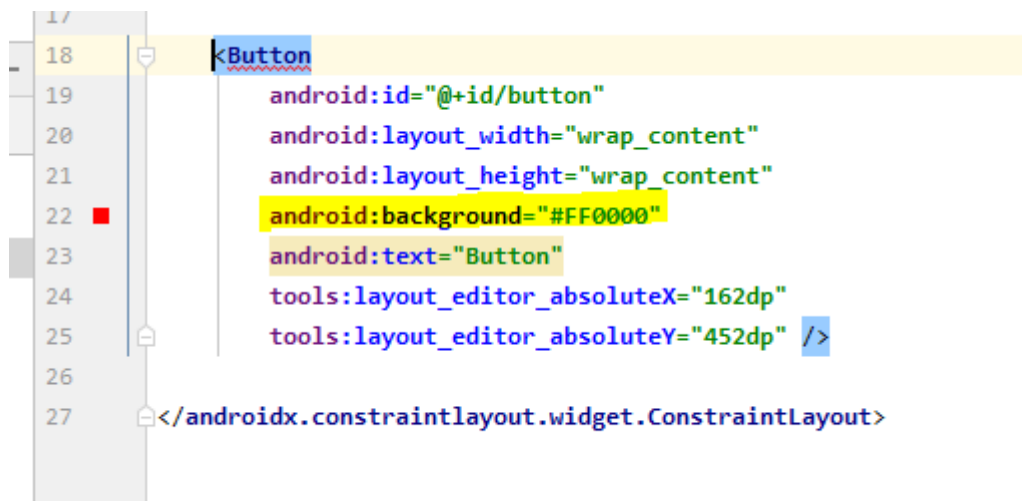 17
18 <Button
19 android:id="@+id/button"
20 android:layout_width="wrap_content"
21 android:layout_height="wrap_content"
22 android:background="#FF0000"
23 android:text="Button"
24 tools:layout_editor_absoluteX="162dp"
25 tools:layout_editor_absoluteY="452dp" />
26
27 </androidx.constraintlayout.widget.ConstraintLayout>